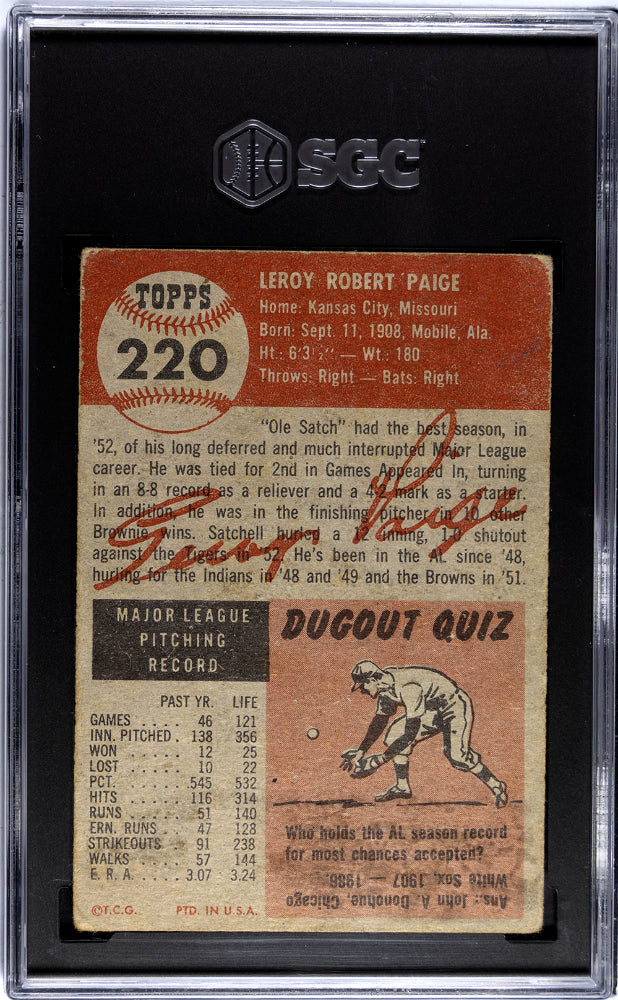 SGC
TOPPS
220
LEROY ROBERT PAIGE
Home: Kansas City, Missouri
Born: Sept. 11, 1908, Mobile, Ala.
Ht.: 6'3½" — Wt.: 180
Throws: Right — Bats: Right
"Ole Satch" had the best season, in
'52, of his long deferred and much interrupted Major League
career. He was tied for 2nd in Games Appeared In, turning
in an 8-8 record as a reliever and a 4-2 mark as a starter.
In addition, he was in the finishing pitcher in 10 other
Brownie wins. Satchell hurled a 12 inning, 1-0 shutout
against the Tigers in '52. He's been in the AL since '48,
hurling for the Indians in '48 and '49 and the Browns in '51.
MAJOR LEAGUE
PITCHING
RECORD
PAST YR. LIFE
GAMES .... 46 121
INN. PITCHED . 138 356
WON .... 12 25
LOST .... 10 22
PCT. .... .545 532
HITS .... 116 314
RUNS .... 51 140
ERN. RUNS .. 47 128
STRIKEOUTS .. 91 238
WALKS .... 57 144
E. R. A. ... 3.07 3.24
©T.C.G. PTD. IN U.S.A.
DUGOUT QUIZ
Who holds the AL season record
for most chances accepted?
Ans.: John A. Donohue, Chicago
White Sox, 1907 — 1986.